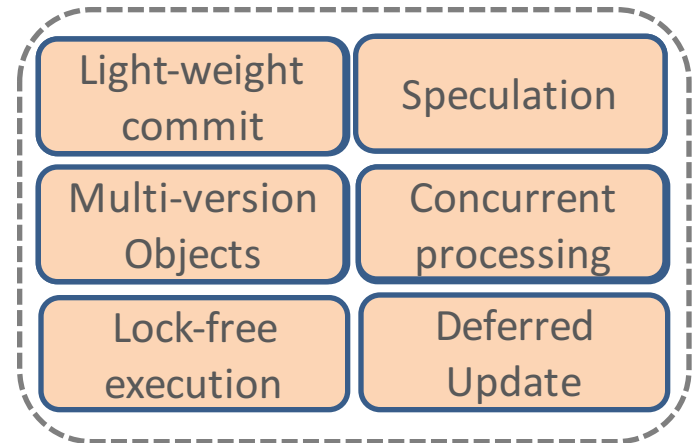 Light-weight
commit
Speculation
Multi-version
Objects
Concurrent
processing
Lock-free
execution
Deferred
Update